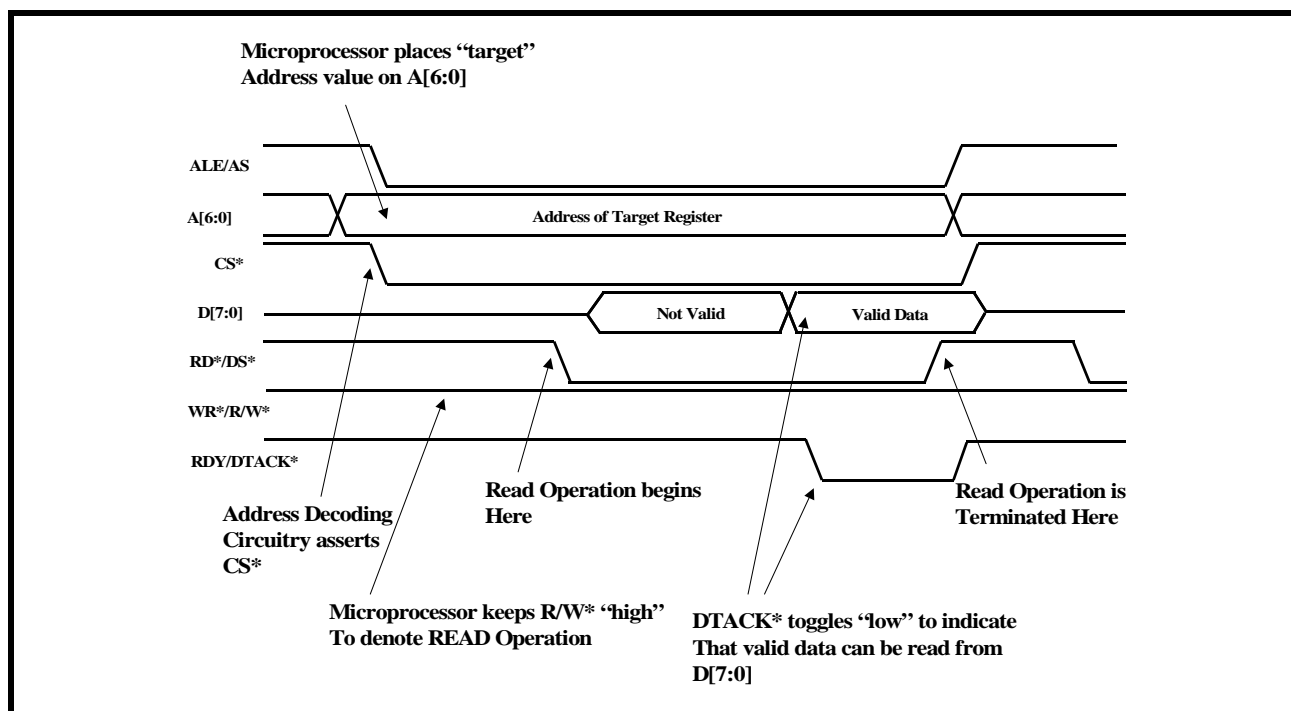 Microprocessor places “target”
Address value on A[6:0]
ALE/AS
A[6:0]
Address of Target Register
CS*
D[7:0]
Not Valid
Valid Data
RD*/DS*
WR*/R/W*
RDY/DTACK*
Read Operation begins
Here
Read Operation is
Terminated Here
Address Decoding
Circuitry asserts
CS*
Microprocessor keeps R/W* “high”
To denote READ Operation
DTACK* toggles “low” to indicate
That valid data can be read from
D[7:0]